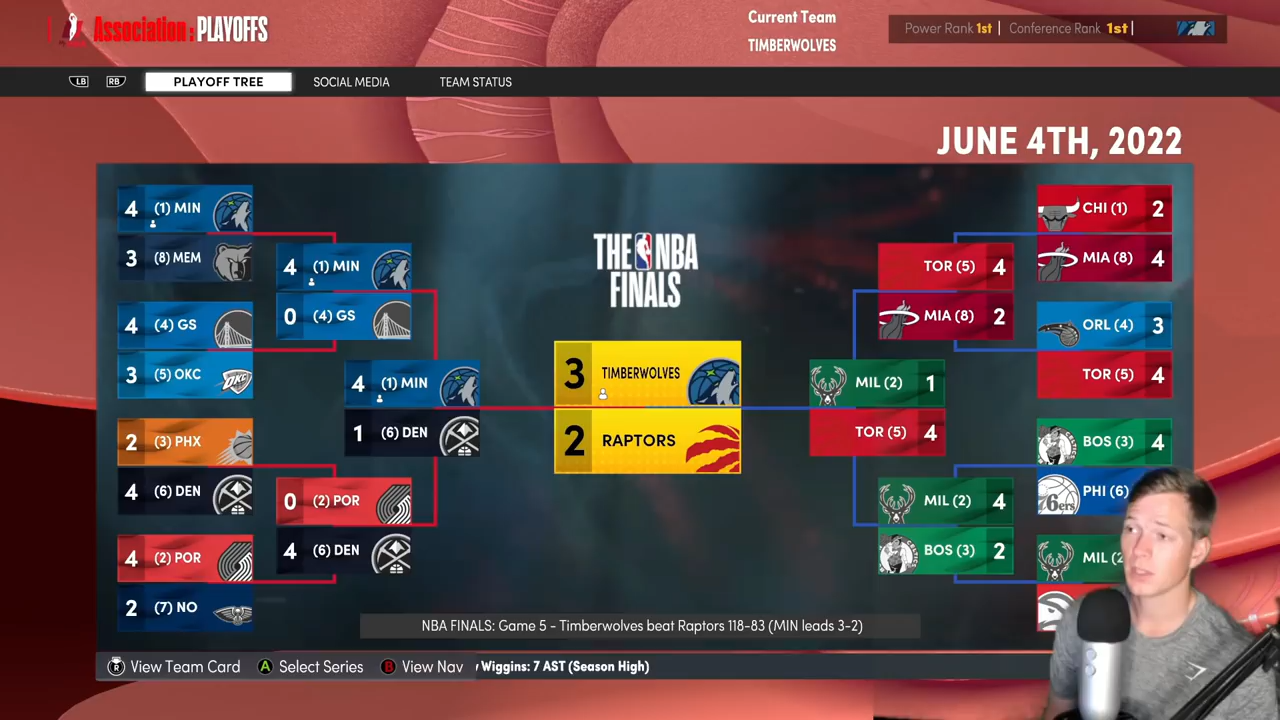 Association: PLAYOFFS
Current Team
TIMBERWOLVES
Power Rank 1st | Conference Rank 1st |
LB RB PLAYOFF TREE SOCIAL MEDIA TEAM STATUS
JUNE 4TH, 2022
4 (1) MIN
3 (8) MEM
4 (1) MIN
0 (4) GS
4 (4) GS
3 (5) OKC
4 (1) MIN
1 (6) DEN
2 (3) PHX
4 (6) DEN
0 (2) POR
4 (6) DEN
4 (2) POR
2 (7) NO
THE NBA
FINALS
3 TIMBERWOLVES
2 RAPTORS
CHI (1) 2
MIA (8) 4
TOR (5) 4
MIA (8) 2
ORL (4) 3
TOR (5) 4
MIL (2) 1
TOR (5) 4
BOS (3) 4
PHI (6)
76ers
MIL (2) 4
BOS (3) 2
MIL (2
NBA FINALS: Game 5 - Timberwolves beat Raptors 118-83 (MIN leads 3-2)
R View Team Card A Select Series B View Nav Wiggins: 7 AST (Season High)